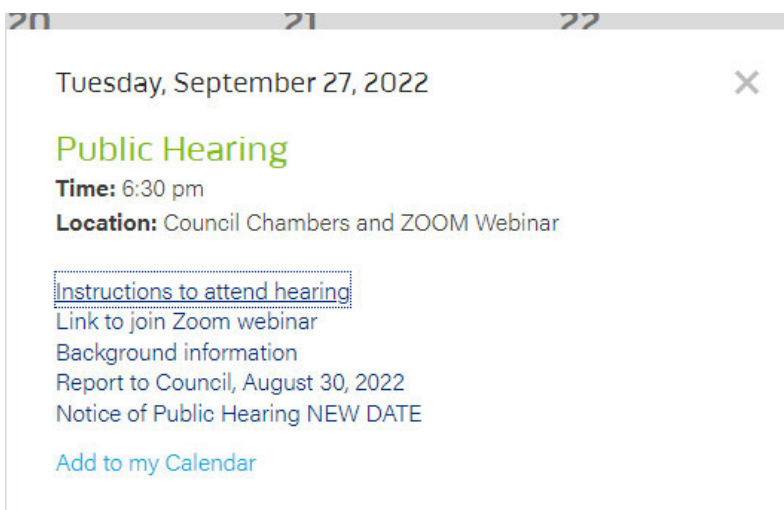 20 21 22
Tuesday, September 27, 2022
Public Hearing
Time: 6:30 pm
Location: Council Chambers and ZOOM Webinar
Instructions to attend hearing
Link to join Zoom webinar
Background information
Report to Council, August 30, 2022
Notice of Public Hearing NEW DATE
Add to my Calendar